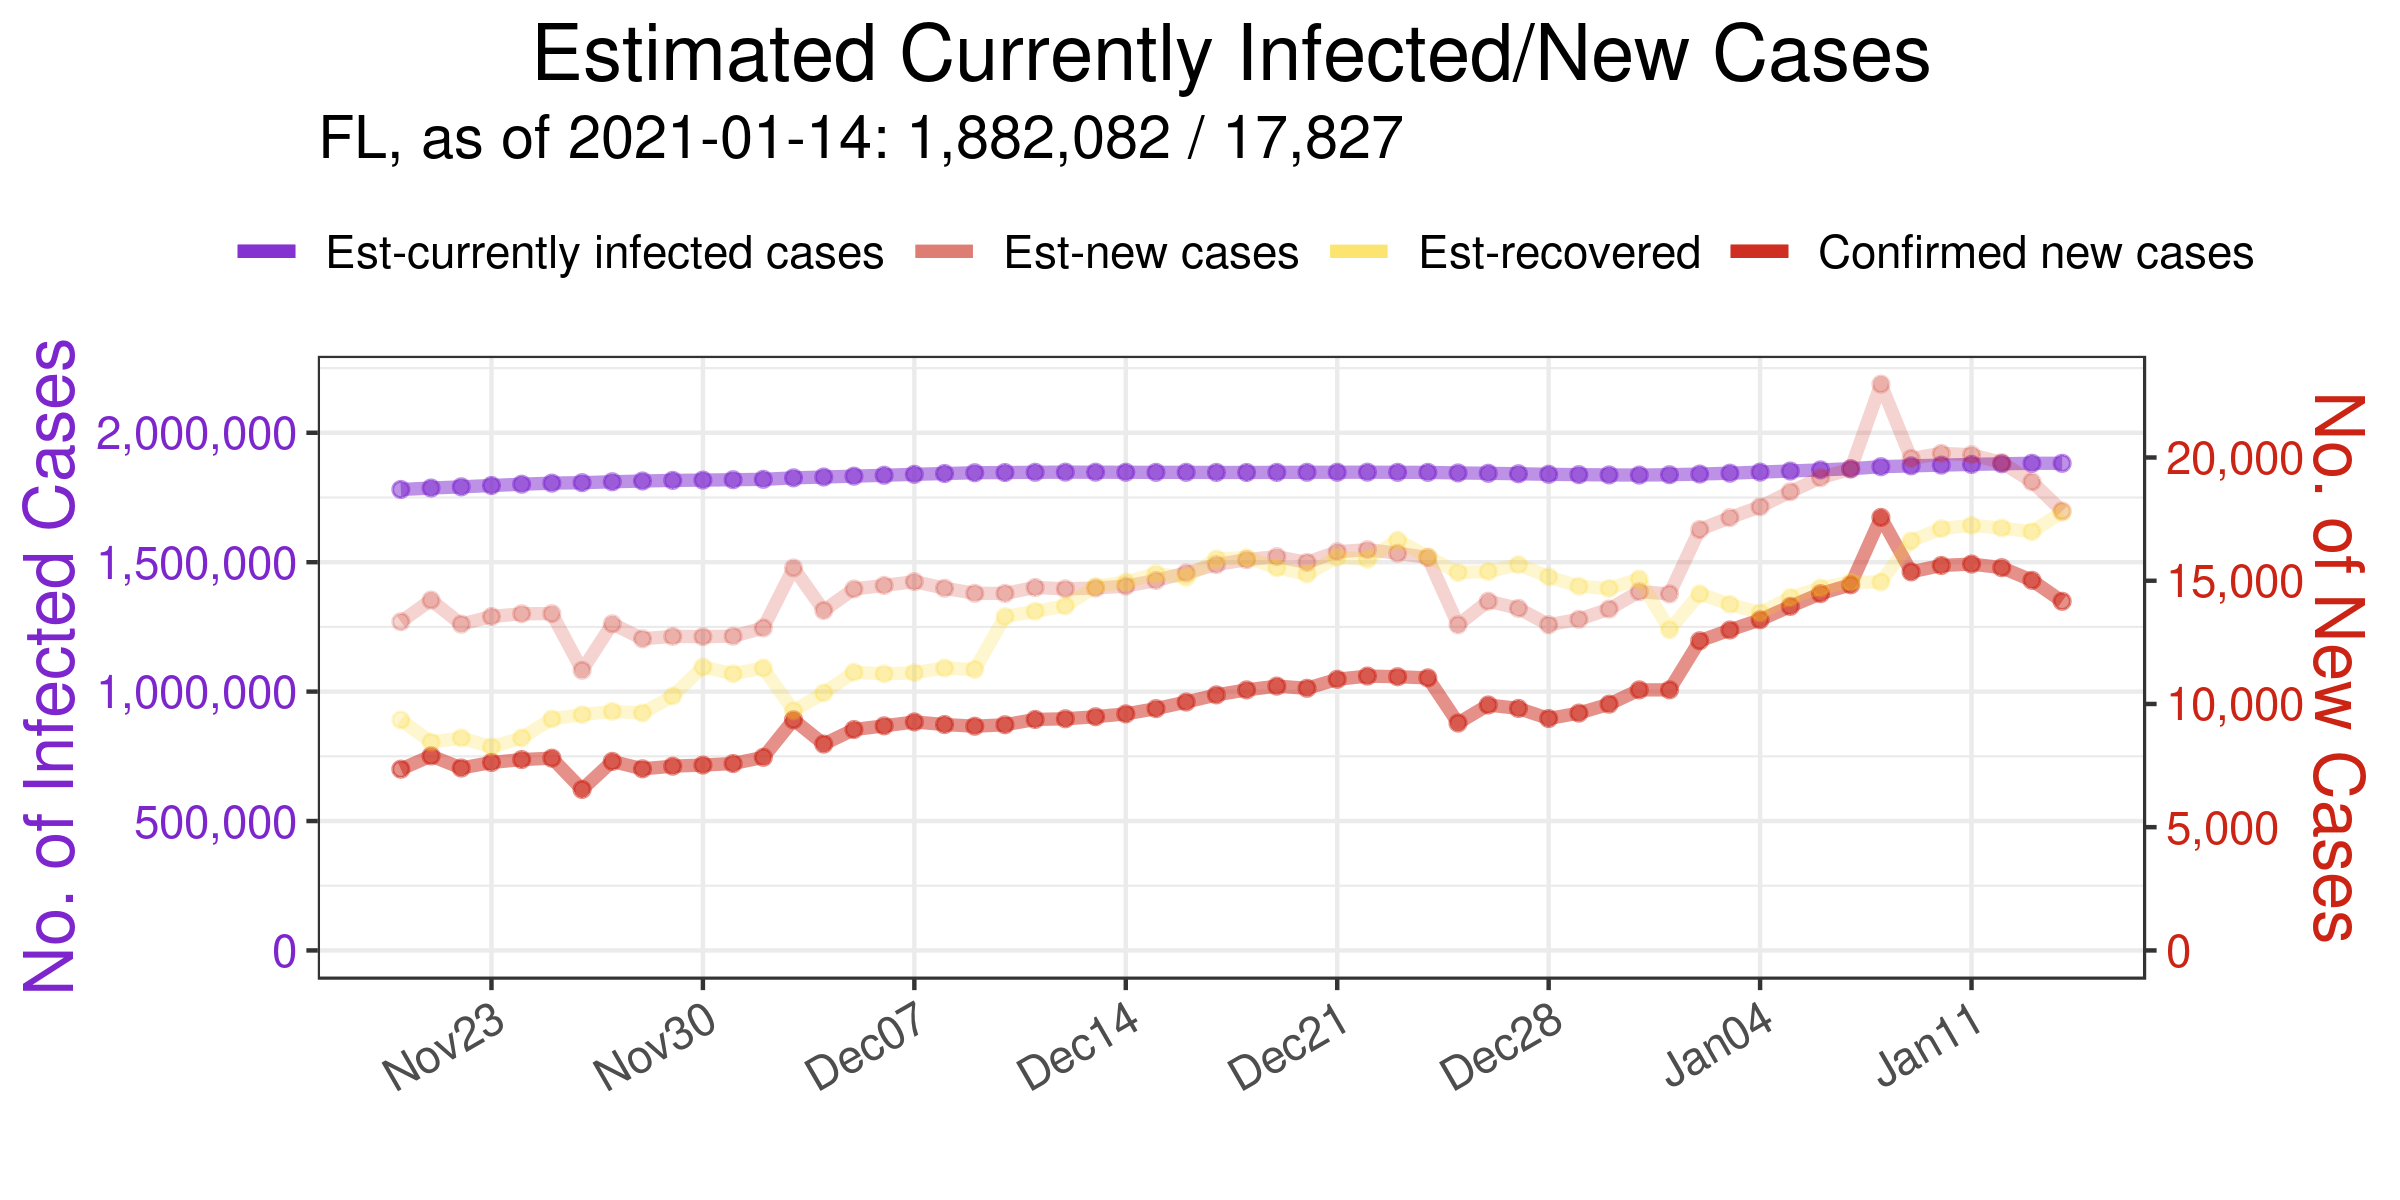 Estimated Currently Infected/New Cases
FL, as of 2021-01-14: 1,882,082 / 17,827
Est-currently infected cases Est-new cases Est-recovered Confirmed new cases
No. of Infected Cases
2,000,000
1,500,000
1,000,000
500,000
0
20,000
15,000
10,000
5,000
0
No. of New Cases
Nov23 Nov30 Dec07 Dec14 Dec21 Dec28 Jan04 Jan11